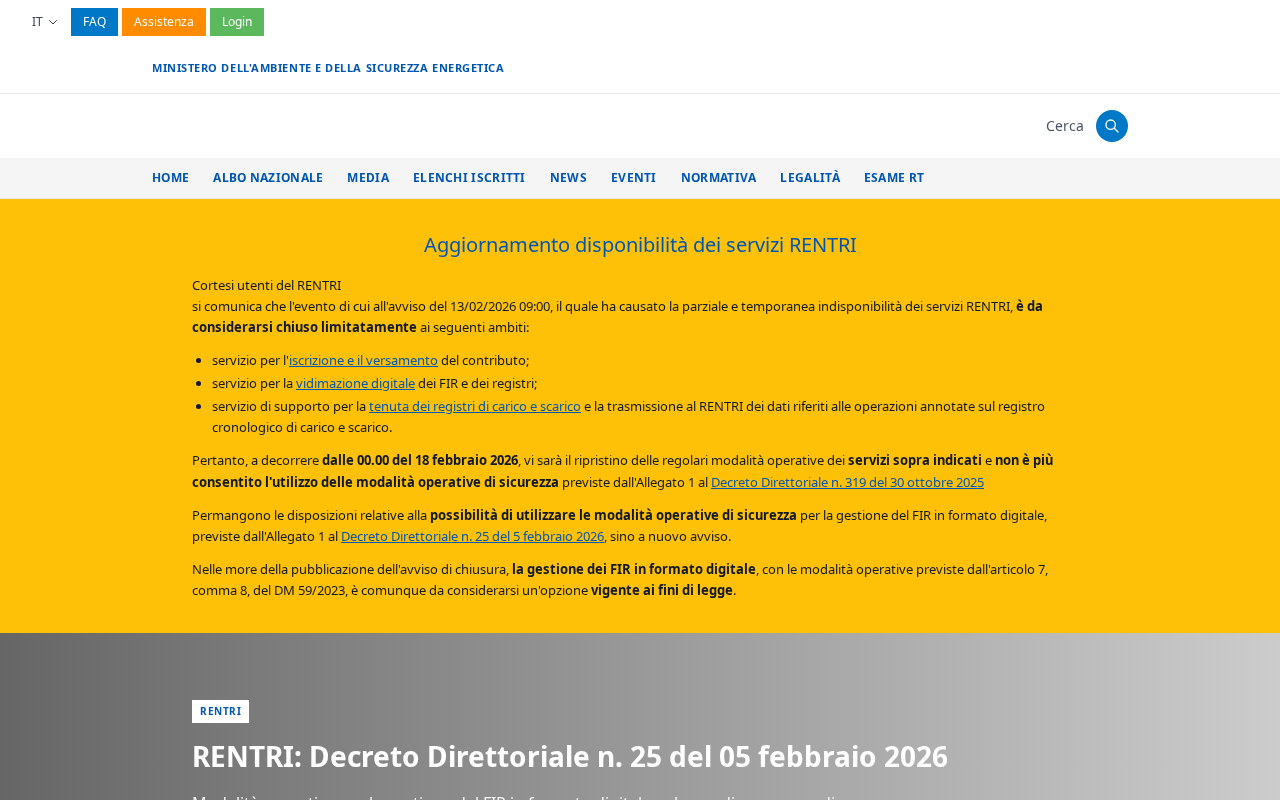 IT FAQ Assistenza Login
MINISTERO DELL'AMBIENTE E DELLA SICUREZZA ENERGETICA
Cerca
HOME ALBO NAZIONALE MEDIA ELENCHI ISCRITTI NEWS EVENTI NORMATIVA LEGALITÀ ESAME RT
Aggiornamento disponibilità dei servizi RENTRI
Cortesi utenti del RENTRI
si comunica che l'evento di cui all'avviso del 13/02/2026 09:00, il quale ha causato la parziale e temporanea indisponibilità dei servizi RENTRI, è da
considerarsi chiuso limitatamente ai seguenti ambiti:
• servizio per l'iscrizione e il versamento del contributo;
• servizio per la vidimazione digitale dei FIR e dei registri;
• servizio di supporto per la tenuta dei registri di carico e scarico e la trasmissione al RENTRI dei dati riferiti alle operazioni annotate sul registro
cronologico di carico e scarico.
Pertanto, a decorrere dalle 00.00 del 18 febbraio 2026, vi sarà il ripristino delle regolari modalità operative dei servizi sopra indicati e non è più
consentito l'utilizzo delle modalità operative di sicurezza previste dall'Allegato 1 al Decreto Direttoriale n. 319 del 30 ottobre 2025
Permangono le disposizioni relative alla possibilità di utilizzare le modalità operative di sicurezza per la gestione del FIR in formato digitale,
previste dall'Allegato 1 al Decreto Direttoriale n. 25 del 5 febbraio 2026, sino a nuovo avviso.
Nelle more della pubblicazione dell'avviso di chiusura, la gestione dei FIR in formato digitale, con le modalità operative previste dall'articolo 7,
comma 8, del DM 59/2023, è comunque da considerarsi un'opzione vigente ai fini di legge.
RENTRI
RENTRI: Decreto Direttoriale n. 25 del 05 febbraio 2026